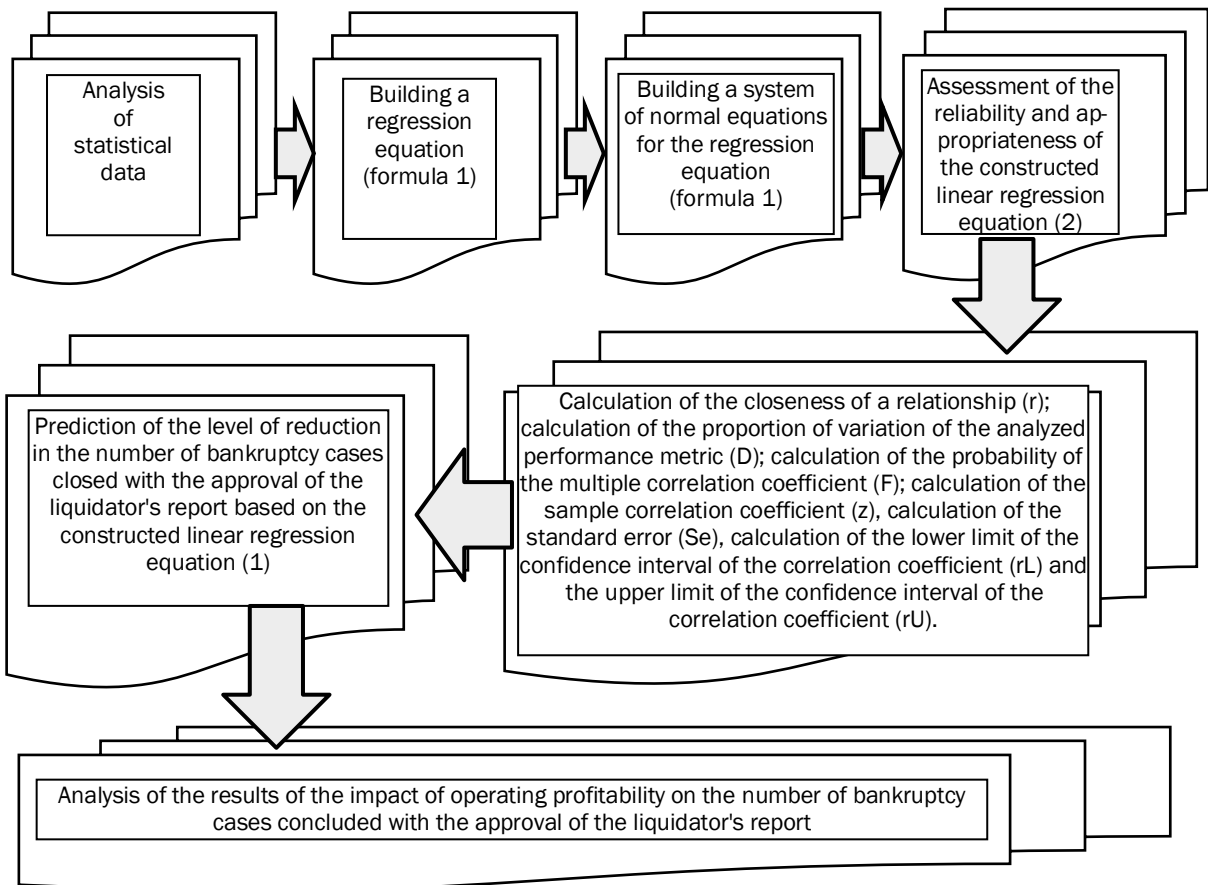 Analysis
of
statistical
data
Building a
regression
equation
(formula 1)
Building a system
of normal equations
for the regression
equation
(formula 1)
Assessment of the
reliability and ap-
propriateness of
the constructed
linear regression
equation (2)
Calculation of the closeness of a relationship (r);
calculation of the proportion of variation of the analyzed
performance metric (D); calculation of the probability of
the multiple correlation coefficient (F); calculation of the
sample correlation coefficient (z), calculation of the
standard error (Se), calculation of the lower limit of the
confidence interval of the correlation coefficient (rL) and
the upper limit of the confidence interval of the
correlation coefficient (rU).
Prediction of the level of reduction
in the number of bankruptcy cases
closed with the approval of the
liquidator's report based on the
constructed linear regression
equation (1)
Analysis of the results of the impact of operating profitability on the number of bankruptcy
cases concluded with the approval of the liquidator's report